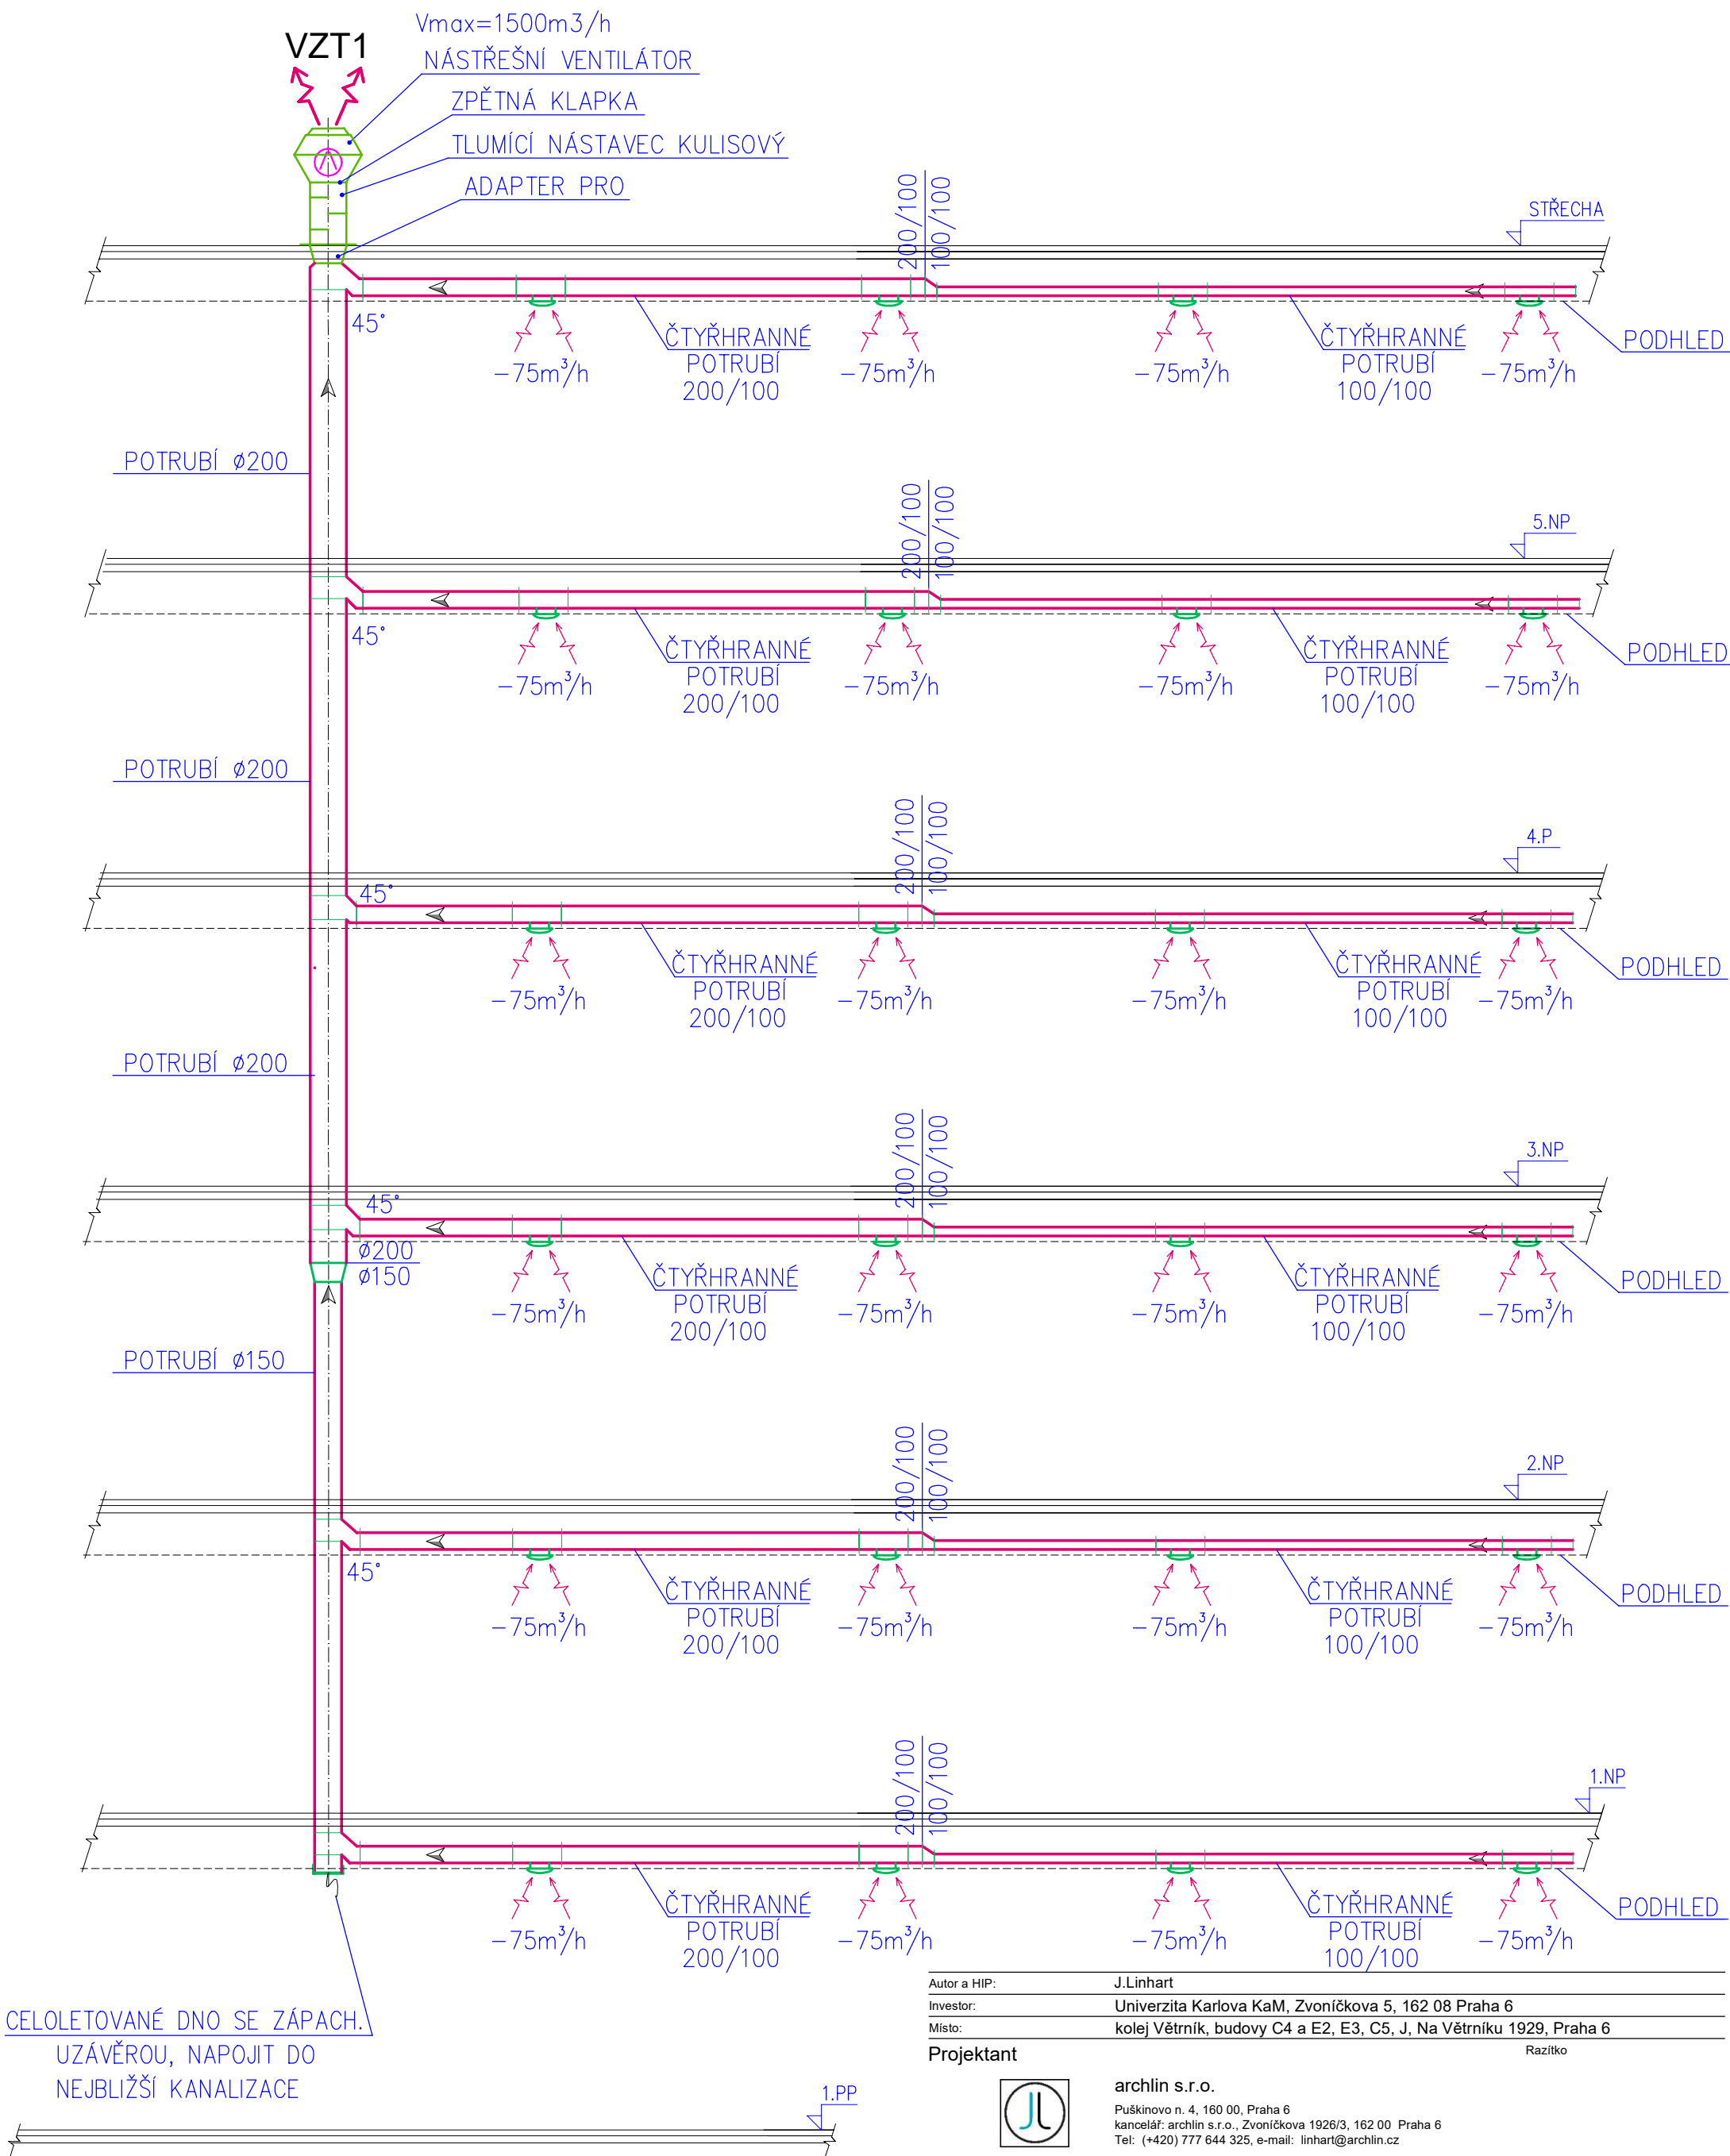 Vmax=1500m3/h
VZT1
NÁSTŘEŠNÍ VENTILÁTOR
ZPĚTNÁ KLAPKA
TLUMÍCÍ NÁSTAVEC KULISOVÝ
ADAPTER PRO
200/100
100/100
STŘECHA
45°
ČTYŘHRANNÉ
POTRUBÍ
200/100
ČTYŘHRANNÉ
POTRUBÍ
100/100
PODHLED
-75m³/h
-75m³/h
-75m³/h
-75m³/h
POTRUBÍ ø200
200/100
100/100
5.NP
45°
ČTYŘHRANNÉ
POTRUBÍ
200/100
ČTYŘHRANNÉ
POTRUBÍ
100/100
PODHLED
-75m³/h
-75m³/h
-75m³/h
-75m³/h
POTRUBÍ ø200
200/100
100/100
4.P
45°
ČTYŘHRANNÉ
POTRUBÍ
200/100
ČTYŘHRANNÉ
POTRUBÍ
100/100
PODHLED
-75m³/h
-75m³/h
-75m³/h
-75m³/h
POTRUBÍ ø200
200/100
100/100
3.NP
45°
ø200
ø150
ČTYŘHRANNÉ
POTRUBÍ
200/100
ČTYŘHRANNÉ
POTRUBÍ
100/100
PODHLED
-75m³/h
-75m³/h
-75m³/h
-75m³/h
POTRUBÍ ø150
200/100
100/100
2.NP
45°
ČTYŘHRANNÉ
POTRUBÍ
200/100
ČTYŘHRANNÉ
POTRUBÍ
100/100
PODHLED
-75m³/h
-75m³/h
-75m³/h
-75m³/h
200/100
100/100
1.NP
ČTYŘHRANNÉ
POTRUBÍ
200/100
ČTYŘHRANNÉ
POTRUBÍ
100/100
PODHLED
-75m³/h
-75m³/h
-75m³/h
-75m³/h
CELOLETOVANÉ DNO SE ZÁPACH.
UZÁVĚROU, NAPOJIT DO
NEJBLIŽŠÍ KANALIZACE
1.PP
Autor a HIP: J.Linhart
Investor: Univerzita Karlova KaM, Zvoníčkova 5, 162 08 Praha 6
Místo: kolej Větrník, budovy C4 a E2, E3, C5, J, Na Větrníku 1929, Praha 6
Projektant
Razítko
JL
archlin s.r.o.
Puškinovo n. 4, 160 00, Praha 6
kancelář: archlin s.r.o., Zvoníčkova 1926/3, 162 00 Praha 6
Tel: (+420) 777 644 325, e-mail: linhart@archlin.cz